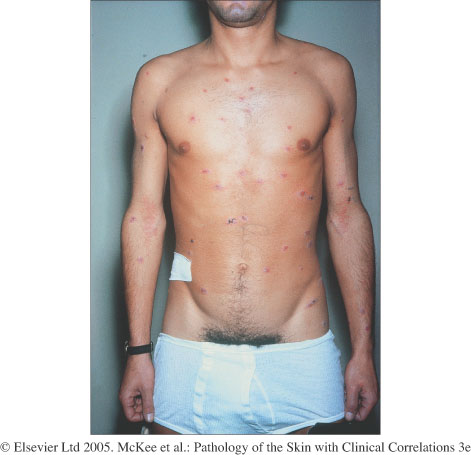 © Elsevier Ltd 2005. McKee et al.: Pathology of the Skin with Clinical Correlations 3e